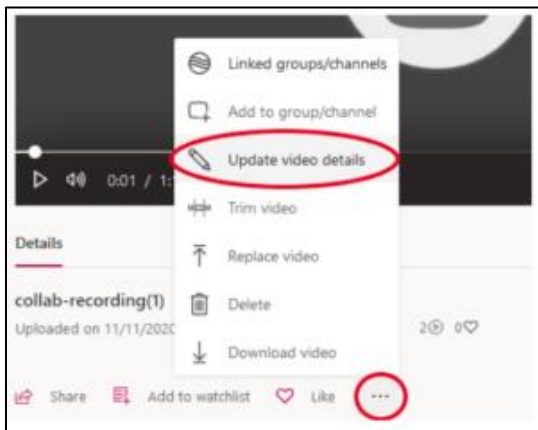 Linked groups/channels
Add to group/channel
Update video details
0:01 / 1:
Trim video
Details
Replace video
collab-recording(1)
Delete
Uploaded on 11/11/2020
2 0
Download video
Share Add to watchlist Like ...